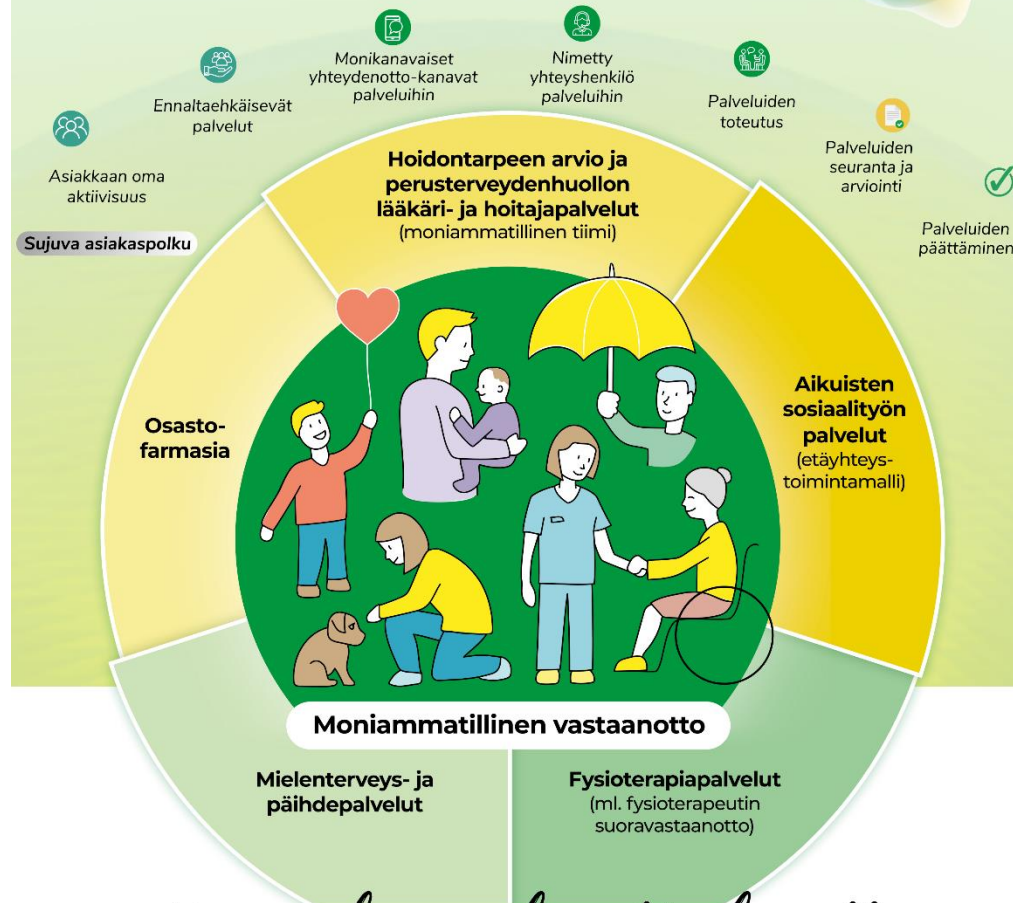 Asiakkaan oma
aktiivisuus
Ennaltaehkäisevät
palvelut
Monikanavaiset
yhteydenotto-kanavat
palveluihin
Nimetty
yhteyshenkilö
palveluihin
Palveluiden
toteutus
Palveluiden
seuranta ja
arviointi
Palveluiden
päättäminen
Sujuva asiakaspolku
Hoidontarpeen arvio ja
perusterveydenhuollon
lääkäri- ja hoitajapalvelut
(moniammatillinen tiimi)
Osasto-
farmasia
Aikuisten
sosiaalityön
palvelut
(etäyhteys-
toimintamalli)
Moniammatillinen vastaanotto
Mielenterveys- ja
päihdepalvelut
Fysioterapiapalvelut
(ml. fysioterapeutin
suoravastaanotto)